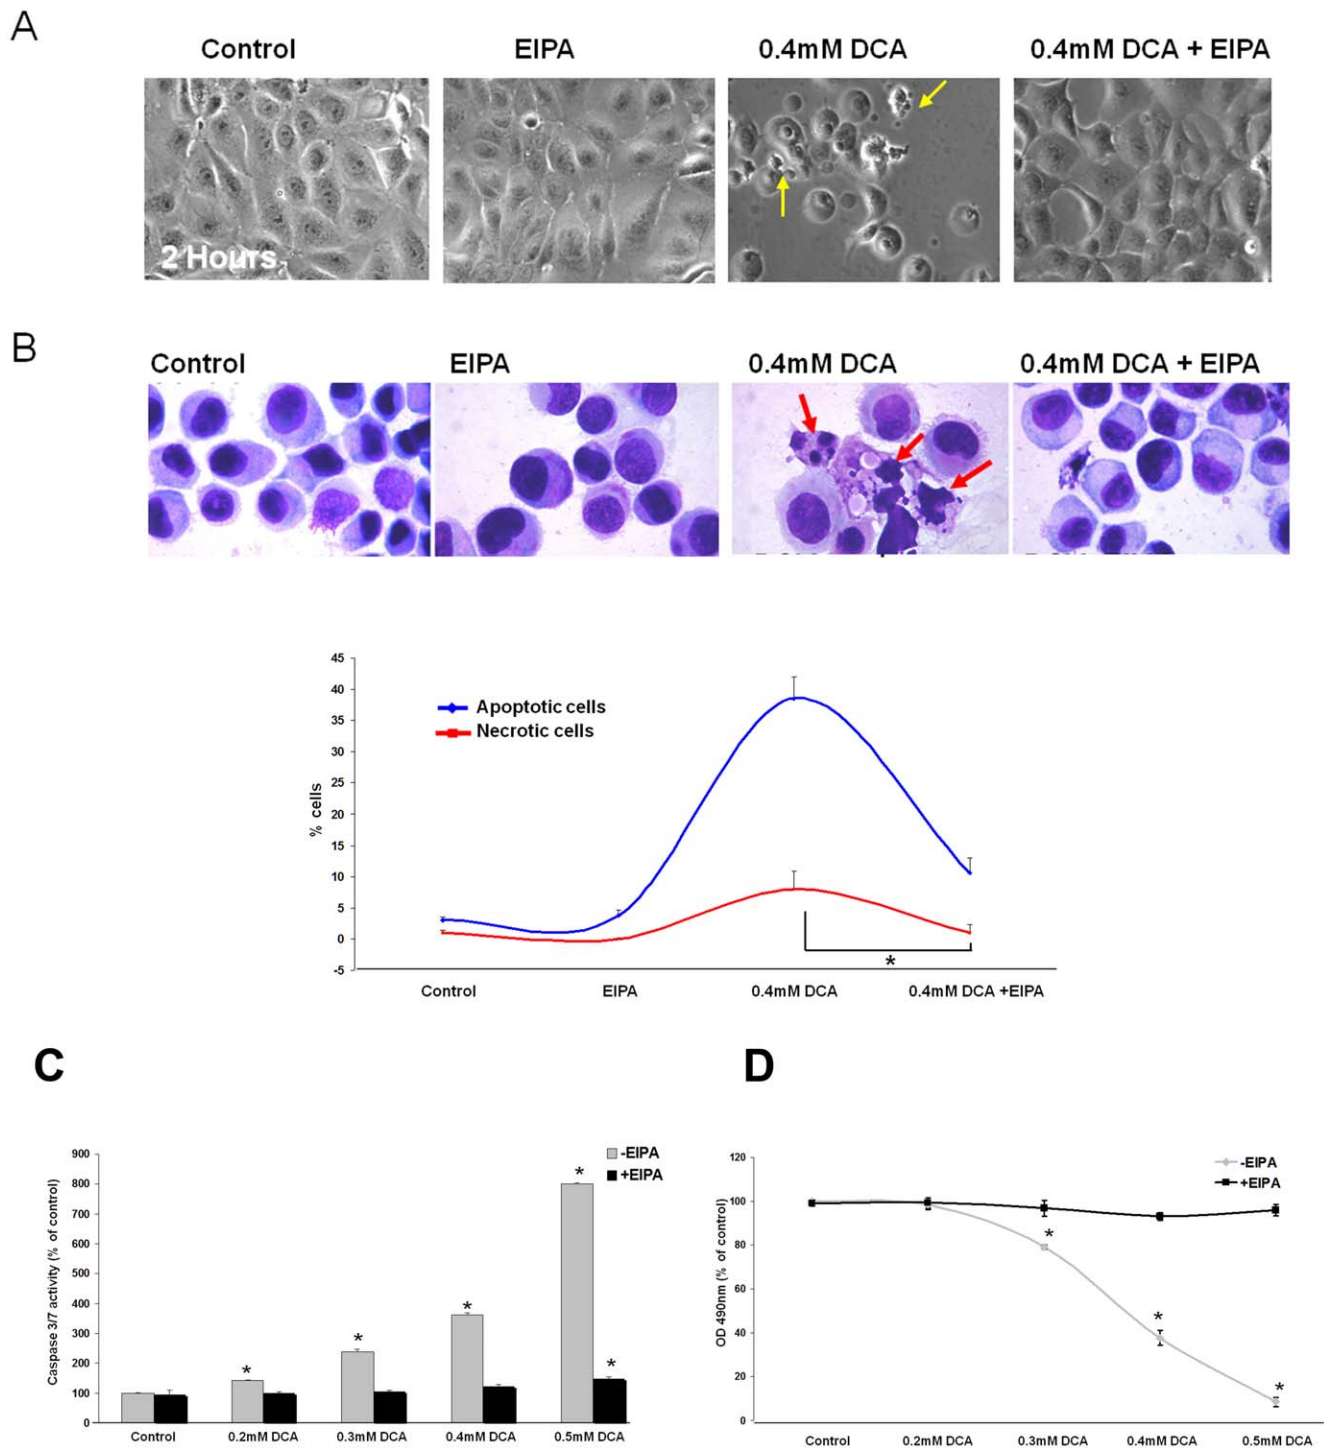 A
Control EIPA 0.4mM DCA 0.4mM DCA + EIPA
2 Hours
B
Control EIPA 0.4mM DCA 0.4mM DCA + EIPA
45
40
35
30
25
20
15
10
5
0
-5
% cells
Apoptotic cells
Necrotic cells
*
Control EIPA 0.4mM DCA 0.4mM DCA +EIPA
C
900
800
700
600
500
400
300
200
100
0
Caspase 3/7 activity (% of control)
-EIPA
+EIPA
* * * * *
Control 0.2mM DCA 0.3mM DCA 0.4mM DCA 0.5mM DCA
D
120
100
80
60
40
20
0
OD 490nm (% of control)
-EIPA
+EIPA
* * *
Control 0.2mM DCA 0.3mM DCA 0.4mM DCA 0.5mM DCA